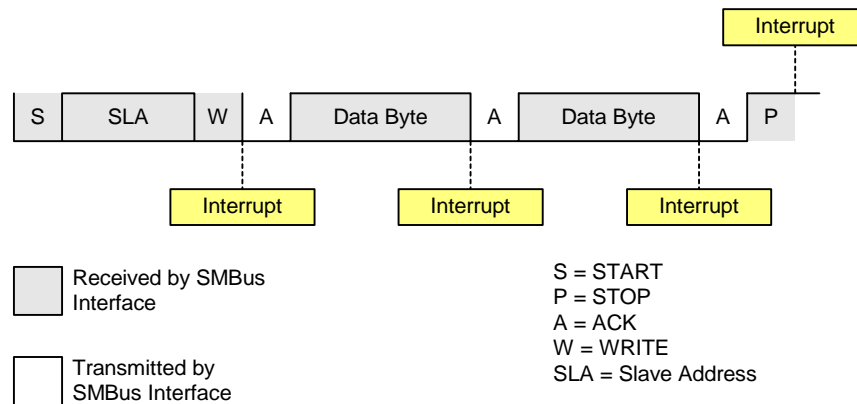 Interrupt
S SLA W A Data Byte A Data Byte A P
Interrupt Interrupt Interrupt
Received by SMBus
Interface
Transmitted by
SMBus Interface
S = START
P = STOP
A = ACK
W = WRITE
SLA = Slave Address